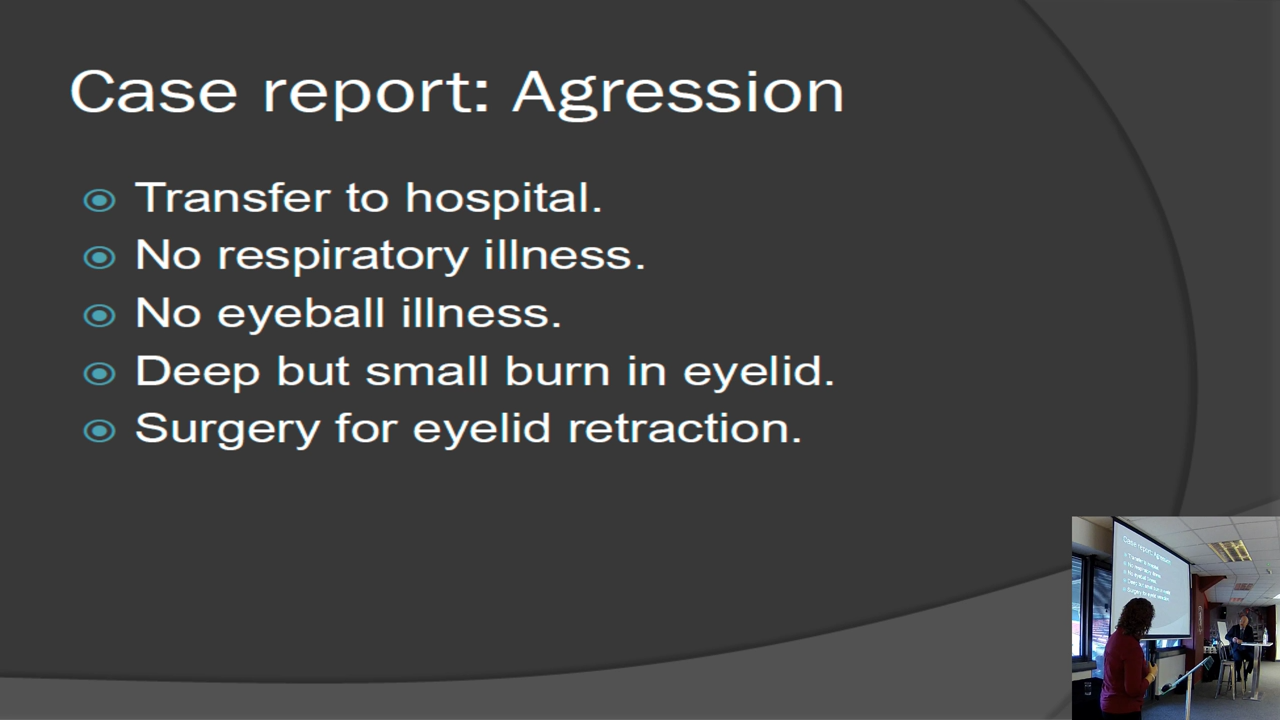 Case report: Agression
Transfer to hospital.
No respiratory illness.
No eyeball illness.
Deep but small burn in eyelid.
Surgery for eyelid retraction.